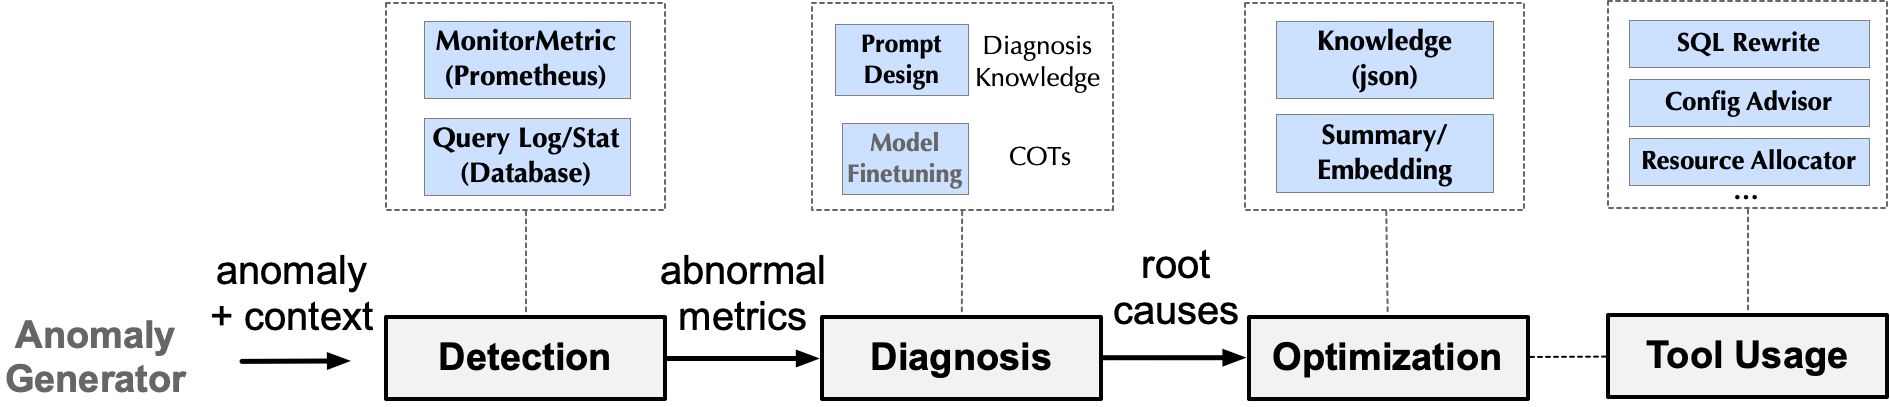 MonitorMetric
(Prometheus)
Query Log/Stat
(Database)
Prompt
Design
Diagnosis
Knowledge
Model
Finetuning
COTs
Knowledge
(json)
Summary/
Embedding
SQL Rewrite
Config Advisor
Resource Allocator
...
Anomaly
Generator
anomaly
+ context
Detection
abnormal
metrics
Diagnosis
root
causes
Optimization
Tool Usage